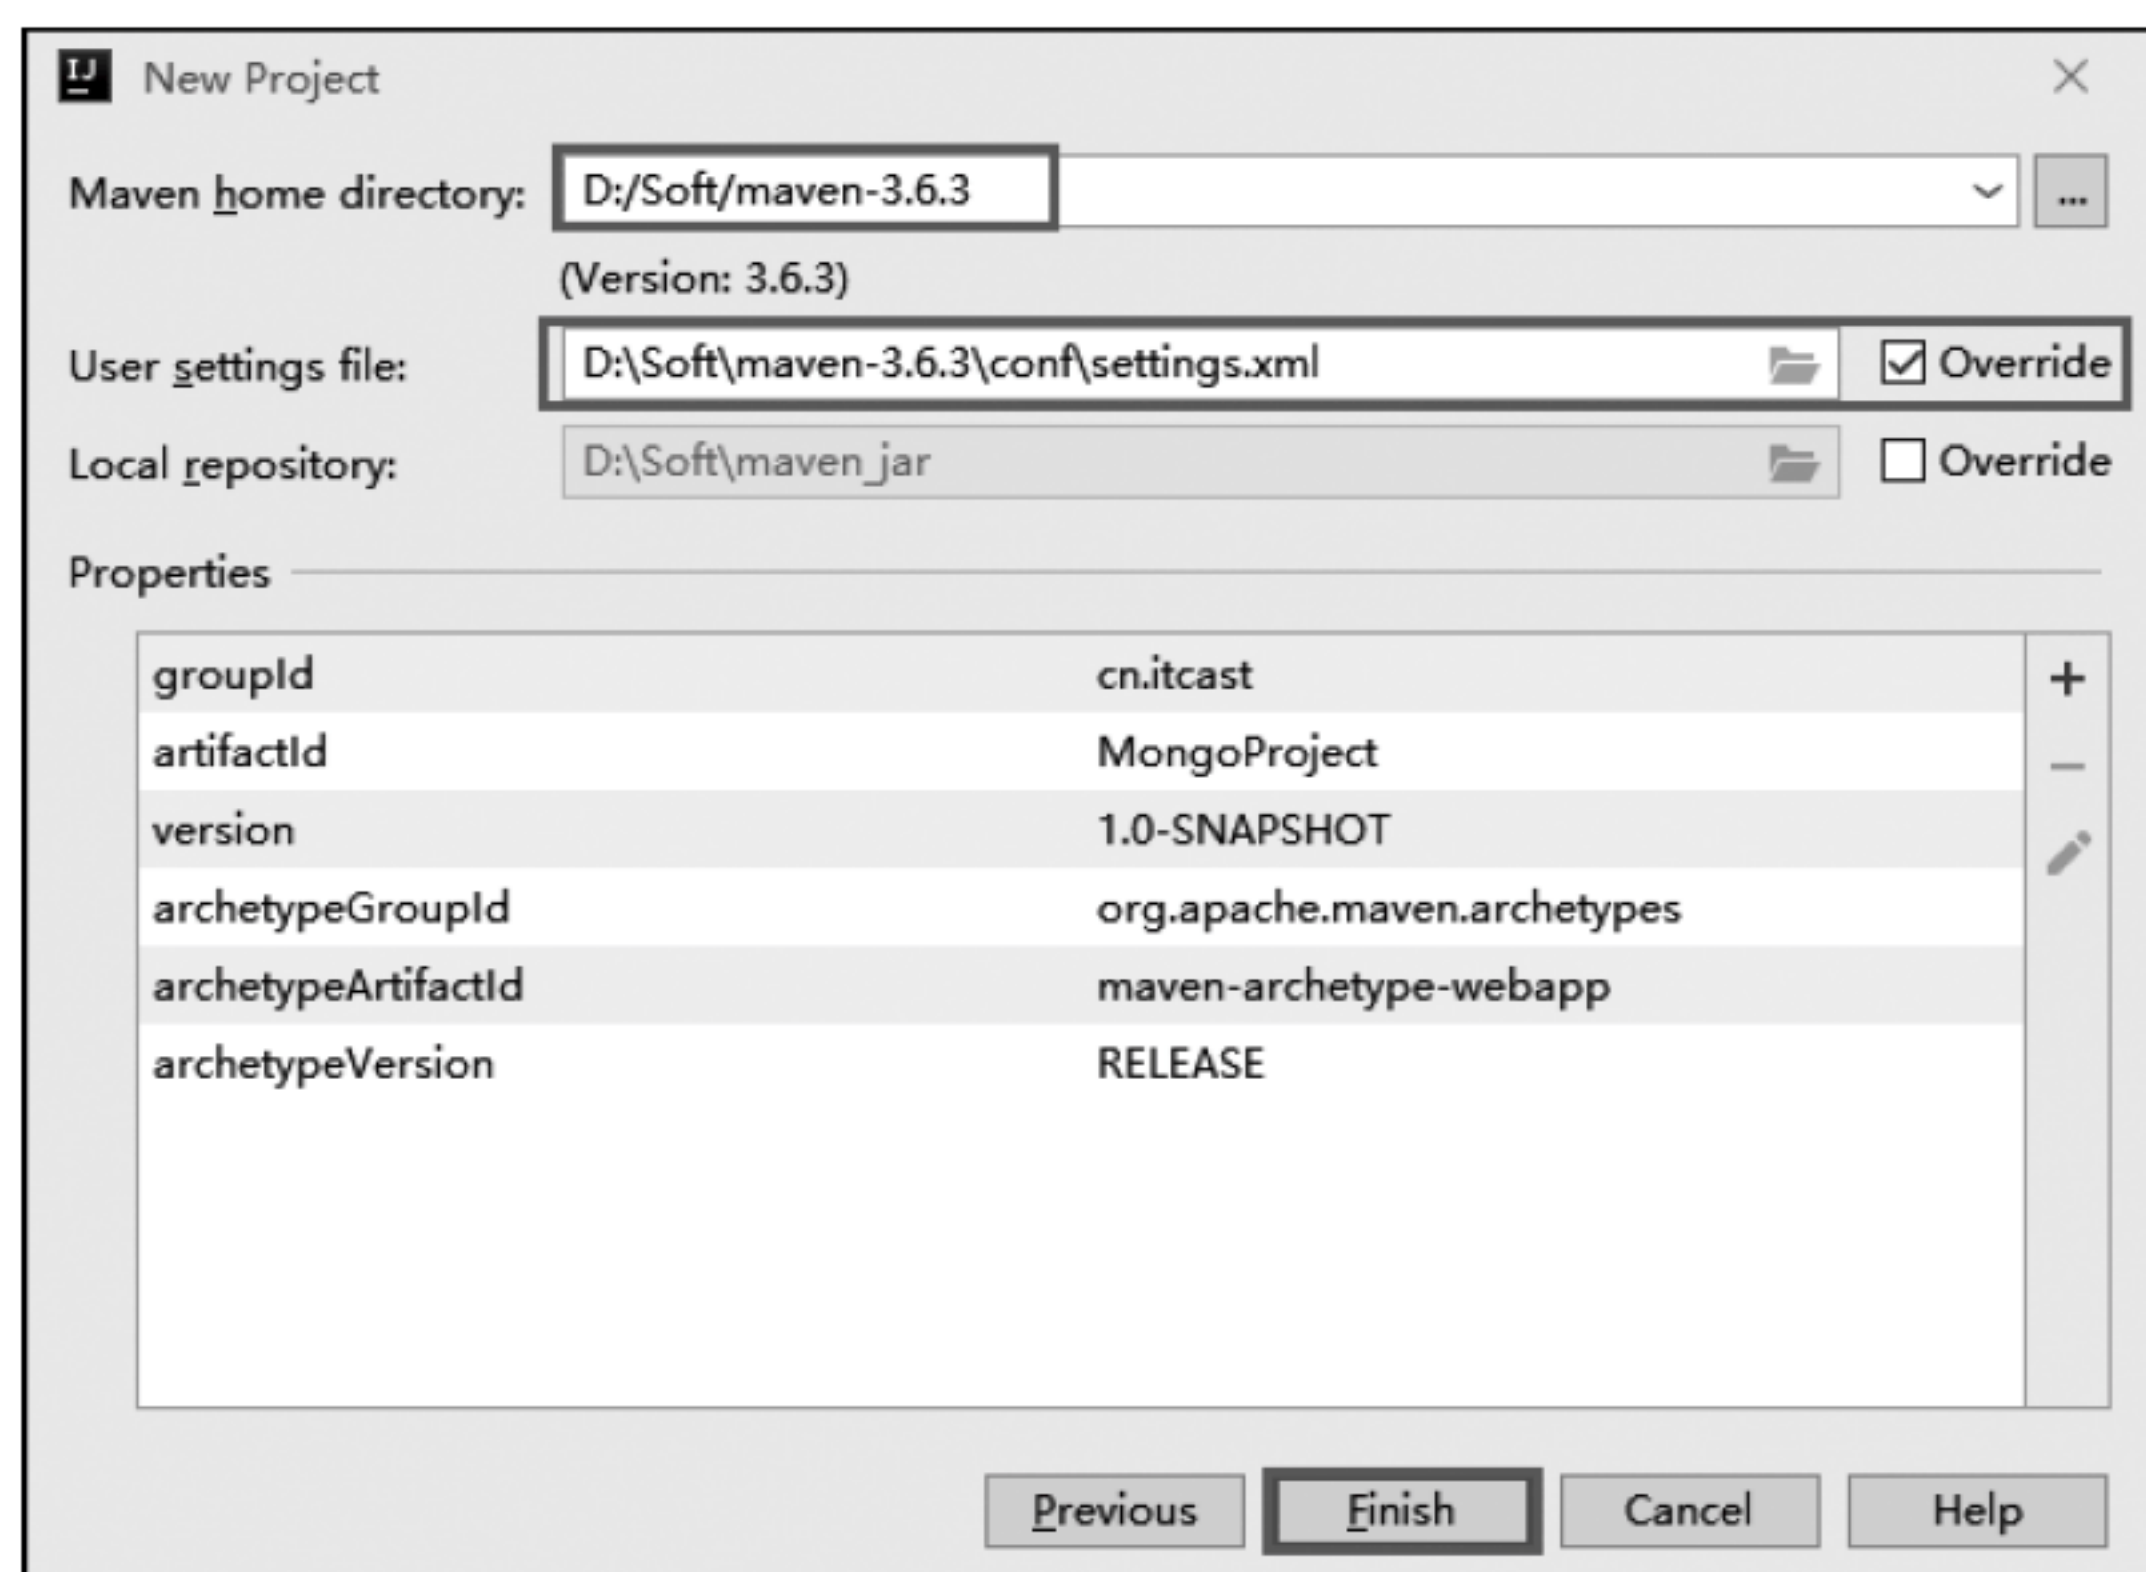 IJ New Project
Maven home directory: D:/Soft/maven-3.6.3 ...
(Version: 3.6.3)
User settings file: D:\Soft\maven-3.6.3\conf\settings.xml Override
Local repository: D:\Soft\maven_jar Override
Properties
groupId cn.itcast
artifactId MongoProject
version 1.0-SNAPSHOT
archetypeGroupId org.apache.maven.archetypes
archetypeArtifactId maven-archetype-webapp
archetypeVersion RELEASE
Previous Finish Cancel Help